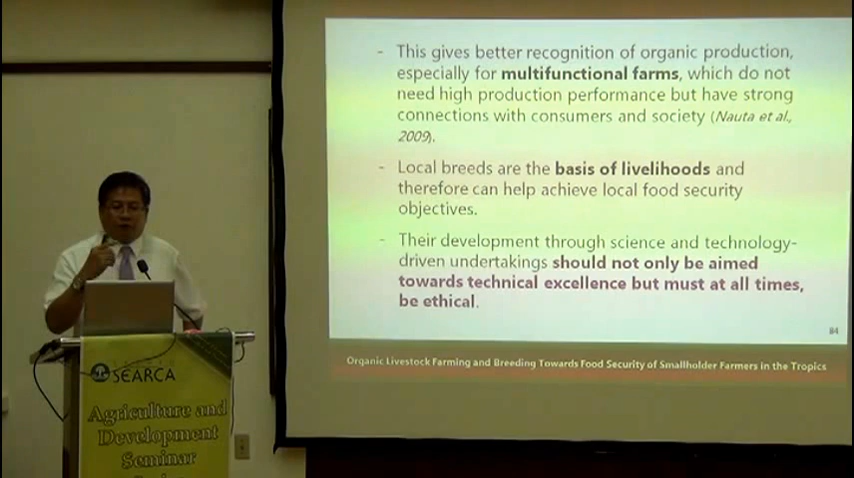 - This gives better recognition of organic production,
especially for multifunctional farms, which do not
need high production performance but have strong
connections with consumers and society (Nauta et al.,
2009).
- Local breeds are the basis of livelihoods and
therefore can help achieve local food security
objectives.
- Their development through science and technology-
driven undertakings should not only be aimed
towards technical excellence but must at all times,
be ethical.
84
Organic Livestock Farming and Breeding Towards Food Security of Smallholder Farmers in the Tropics
SEARCA
Agriculture and
Development
Seminar